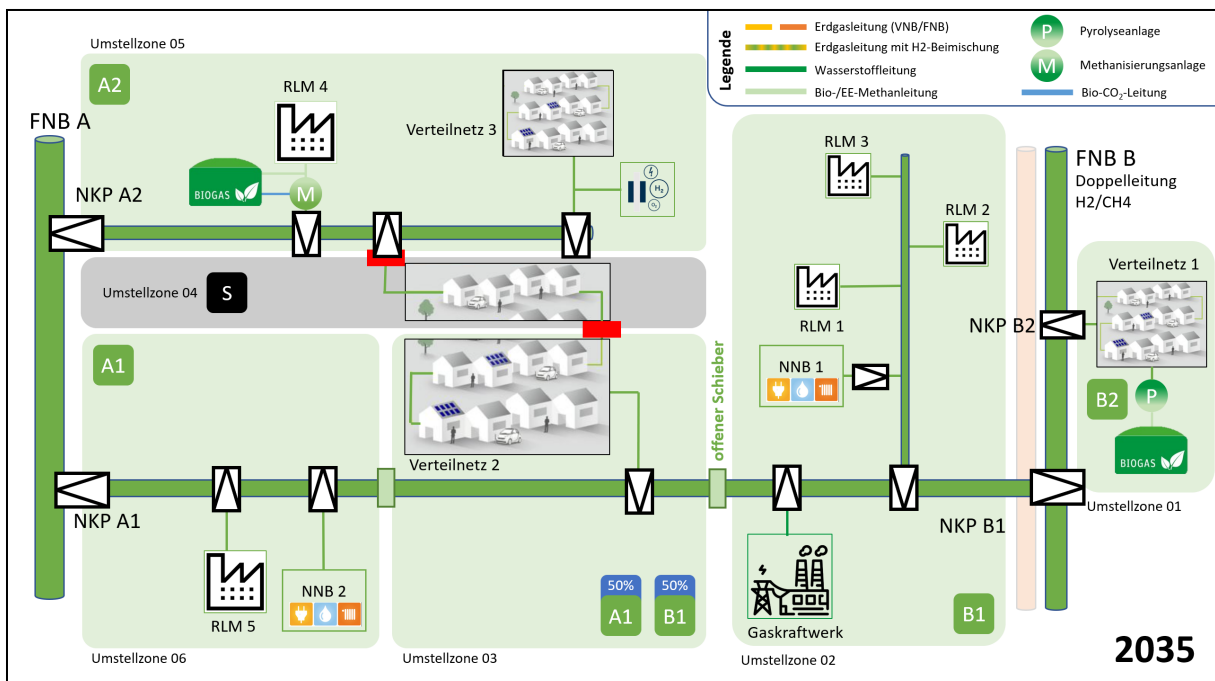 Umstellzone 05
A2
RLM 4
FNB A
Verteilnetz 3
BIOGAS
M
H₂
O₂
NKP A2
Legende
Erdgasleitung (VNB/FNB)
Erdgasleitung mit H2-Beimischung
Wasserstoffleitung
Bio-/EE-Methanleitung
P
Pyrolyseanlage
M
Methanisierungsanlage
Bio-CO₂-Leitung
RLM 3
RLM 2
RLM 1
NNB 1
FNB B
Doppelleitung
H2/CH4
Verteilnetz 1
NKP B2
B2
P
BIOGAS
Umstellzone 01
Umstellzone 04
S
A1
Verteilnetz 2
offener Schieber
NKP A1
NKP B1
RLM 5
NNB 2
50%
A1
50%
B1
Gaskraftwerk
B1
Umstellzone 06
Umstellzone 03
Umstellzone 02
2035